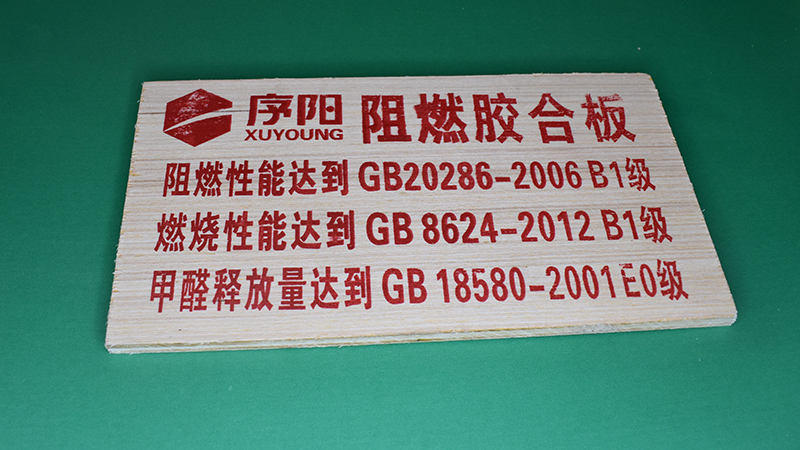 序阳 XUYOUNG 阻燃胶合板
阻燃性能达到 GB20286-2006 B1级
燃烧性能达到 GB 8624-2012 B1级
甲醛释放量达到 GB 18580-2001 E0级